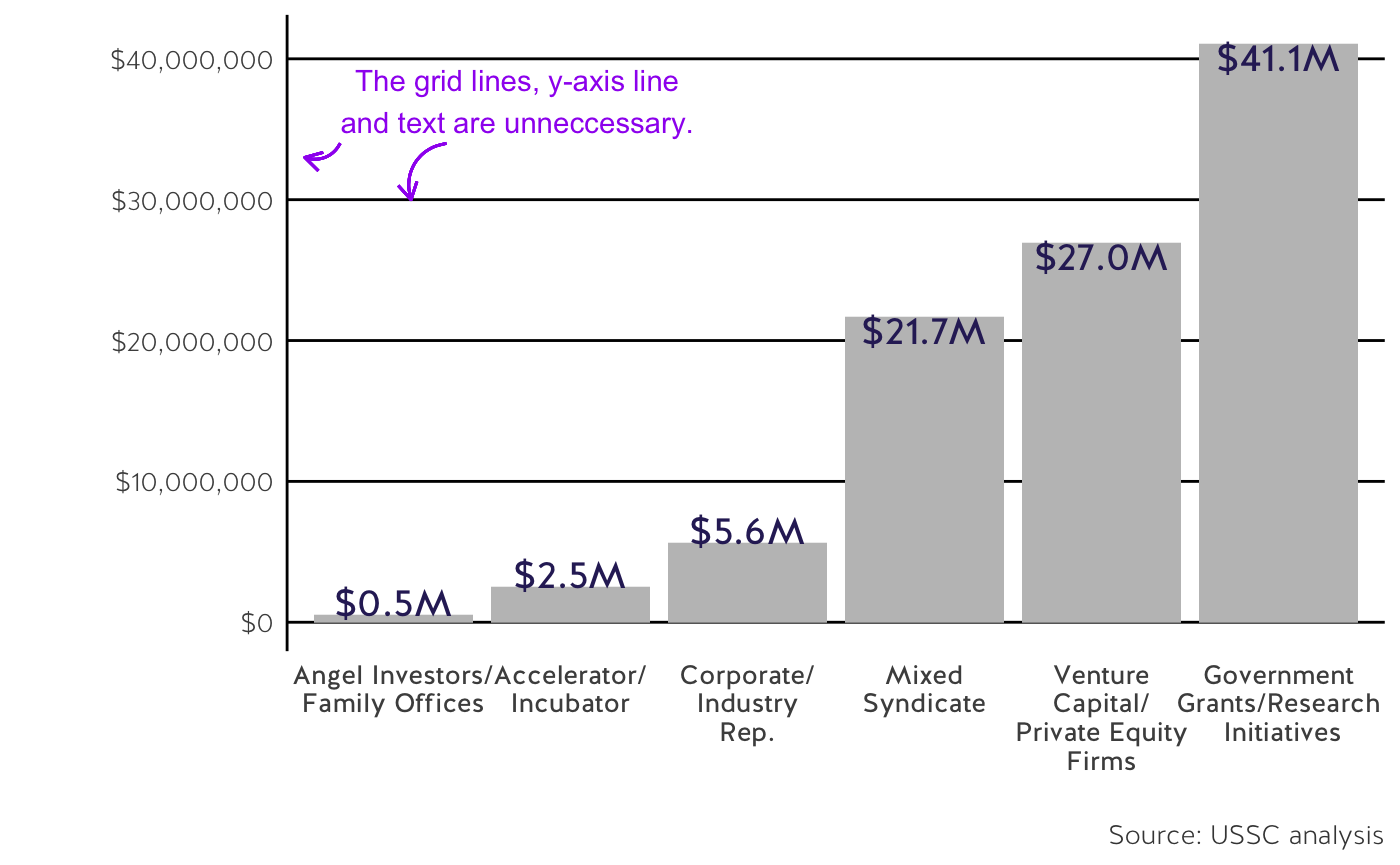 $40,000,000
The grid lines, y-axis line
and text are unneccessary.
$30,000,000
$20,000,000
$10,000,000
$0
$0.5M
$2.5M
$5.6M
$21.7M
$27.0M
$41.1M
Angel Investors/
Family Offices
Accelerator/
Incubator
Corporate/
Industry
Rep.
Mixed
Syndicate
Venture
Capital/
Private Equity
Firms
Government
Grants/Research
Initiatives
Source: USSC analysis